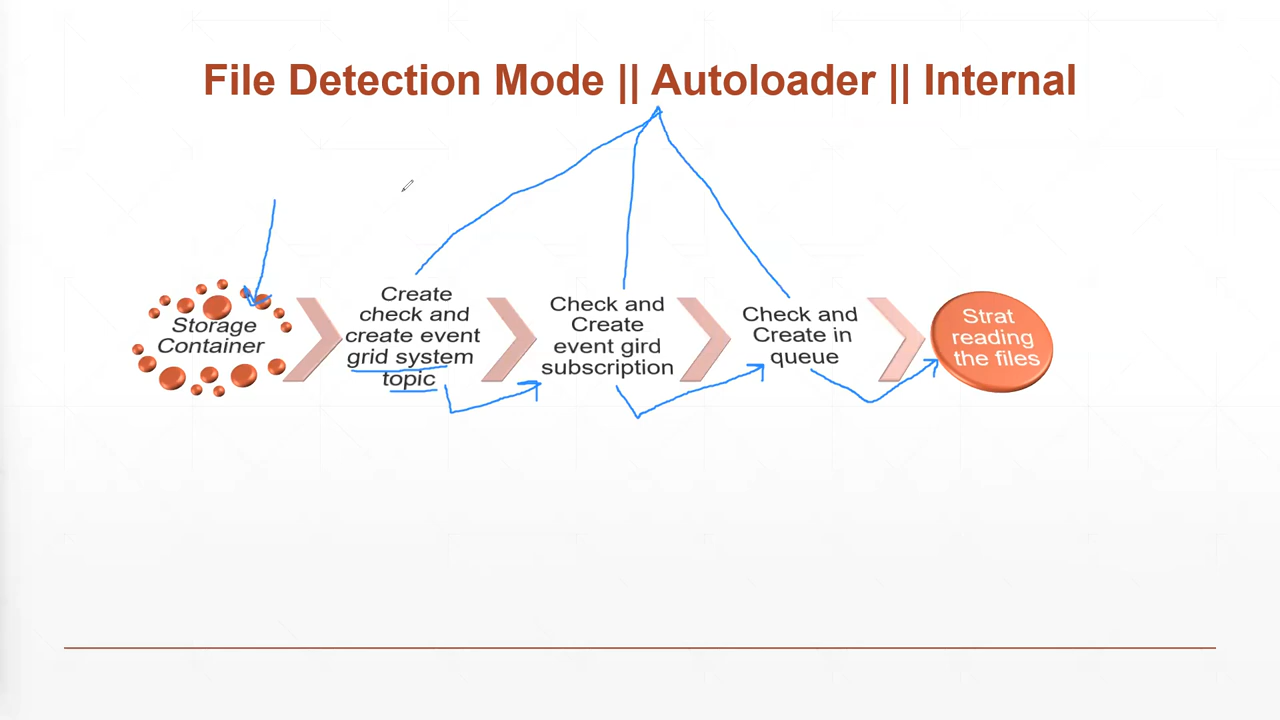 File Detection Mode || Autoloader || Internal
Storage
Container
Create
check and
create event
grid system
topic
Check and
Create
event gird
subscription
Check and
Create in
queue
Strat
reading
the files